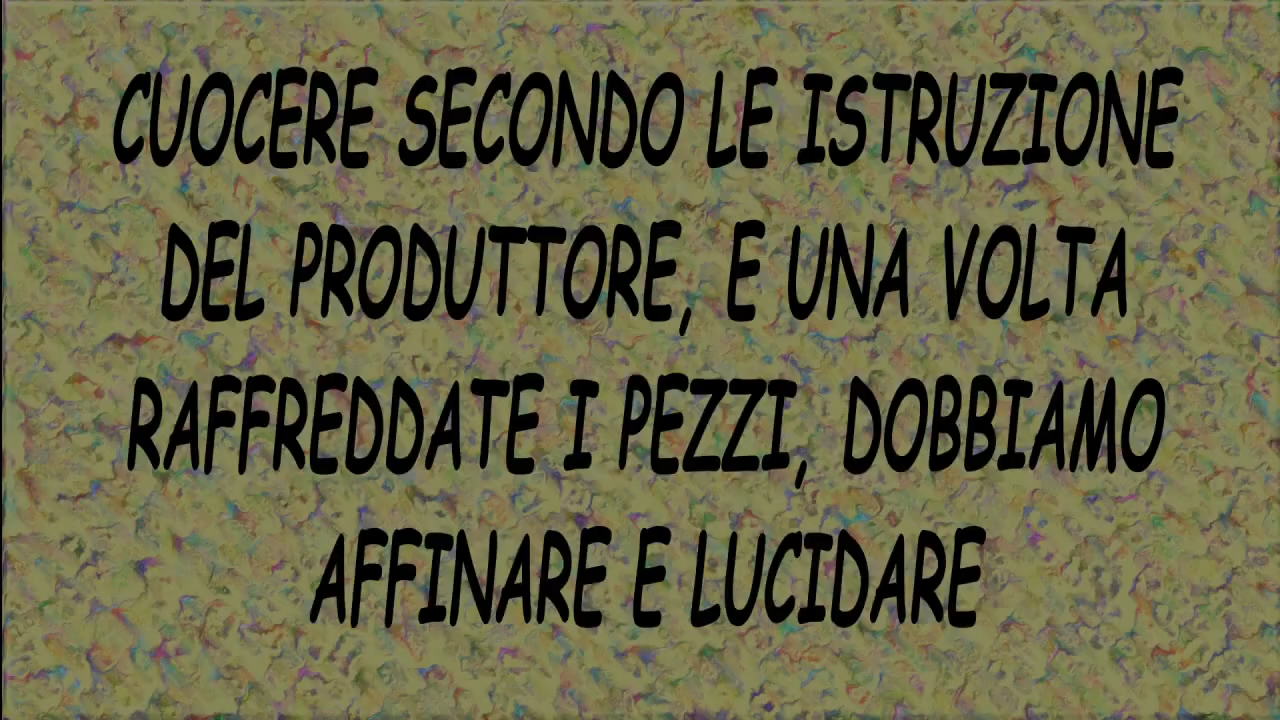 CUOCERE SECONDO LE ISTRUZIONE
DEL PRODUTTORE, E UNA VOLTA
RAFFREDDATE I PEZZI, DOBBIAMO
AFFINARE E LUCIDARE